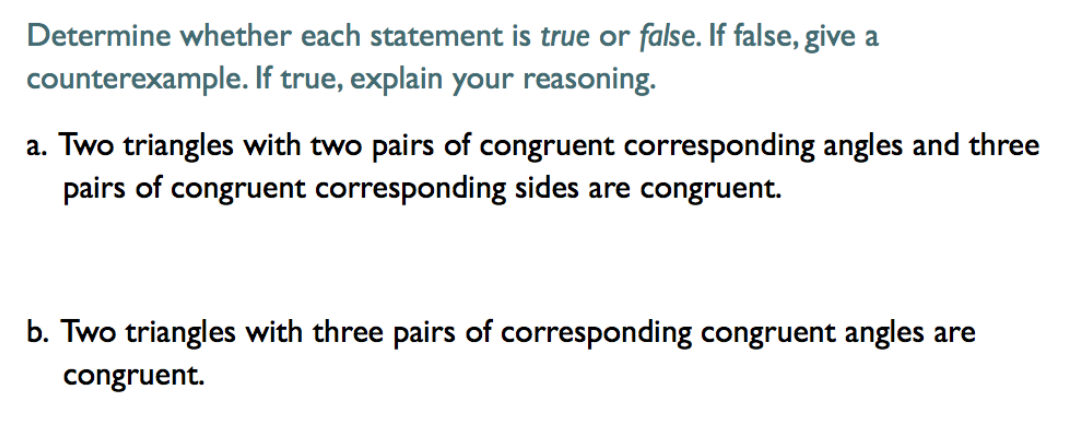 Determine whether each statement is true or false. If false, give a
counterexample. If true, explain your reasoning.
a. Two triangles with two pairs of congruent corresponding angles and three
pairs of congruent corresponding sides are congruent.
b. Two triangles with three pairs of corresponding congruent angles are
congruent.